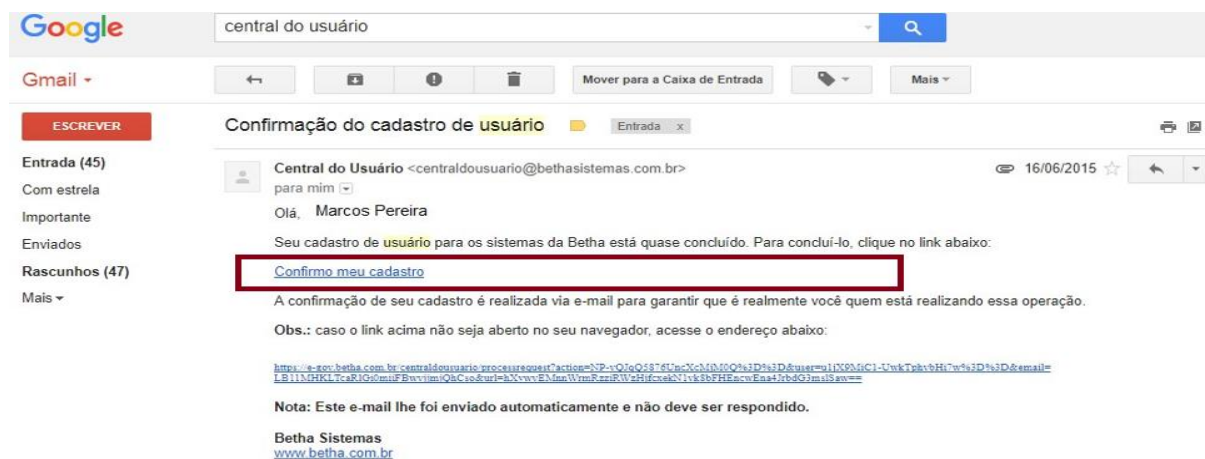 Google
central do usuário
Gmail
Mover para a Caixa de Entrada
Mais
ESCREVER
Confirmação do cadastro de usuário
Entrada x
Entrada (45)
Com estrela
Importante
Enviados
Rascunhos (47)
Mais
Central do Usuário <centraldousuario@bethasistemas.com.br>
16/06/2015
para mim
Olá, Marcos Pereira
Seu cadastro de usuário para os sistemas da Betha está quase concluído. Para concluí-lo, clique no link abaixo:
Confirmo meu cadastro
A confirmação de seu cadastro é realizada via e-mail para garantir que é realmente você quem está realizando essa operação.
Obs.: caso o link acima não seja aberto no seu navegador, acesse o endereço abaixo:
Nota: Este e-mail lhe foi enviado automaticamente e não deve ser respondido.
Betha Sistemas
www.betha.com.br